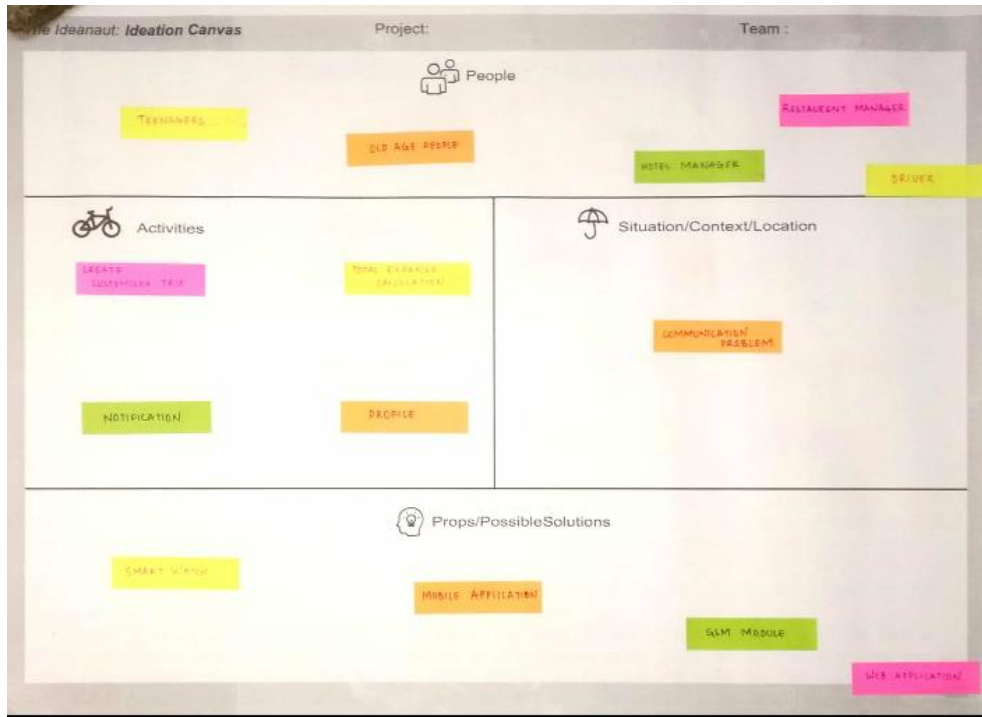 The Ideanaut: Ideation Canvas
Project:
Team :
People
TEENAGERS
OLD AGE PEOPLE
HOTEL MANAGER
RESTAURENT MANAGER
DRIVER
Activities
CREATE
CUSTOMIZED TRIP
TOTAL EXPENSE
CALCULATION
NOTIFICATION
PROFILE
Situation/Context/Location
COMMUNICATION
PROBLEM
Props/PossibleSolutions
SMART WATCH
MOBILE APPLICATION
GSM MODULE
WEB APPLICATION